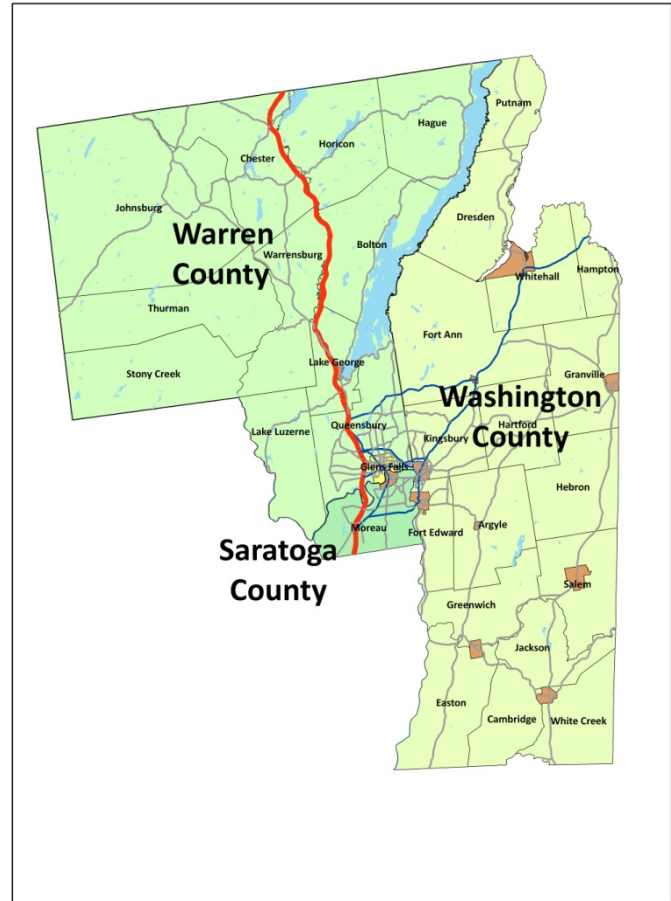 Putnam
Hague
Horicon
Chester
Johnsburg
Dresden
Warren
County
Bolton
Warrensburg
Whitehall
Hampton
Thurman
Fort Ann
Lake George
Stony Creek
Granville
Washington
County
Hartford
Lake Luzerne
Queensbury
Kingsbury
Glens Falls
Hebron
Moreau
Fort Edward
Argyle
Saratoga
County
Salem
Greenwich
Jackson
Easton
Cambridge
White Creek